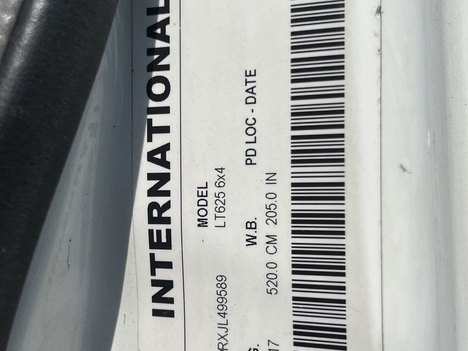 INTERNATIONAL
MODEL
LT625 6x4
RXJL499589
W.B. PD LOC - DATE
520.0 CM 205.0 IN